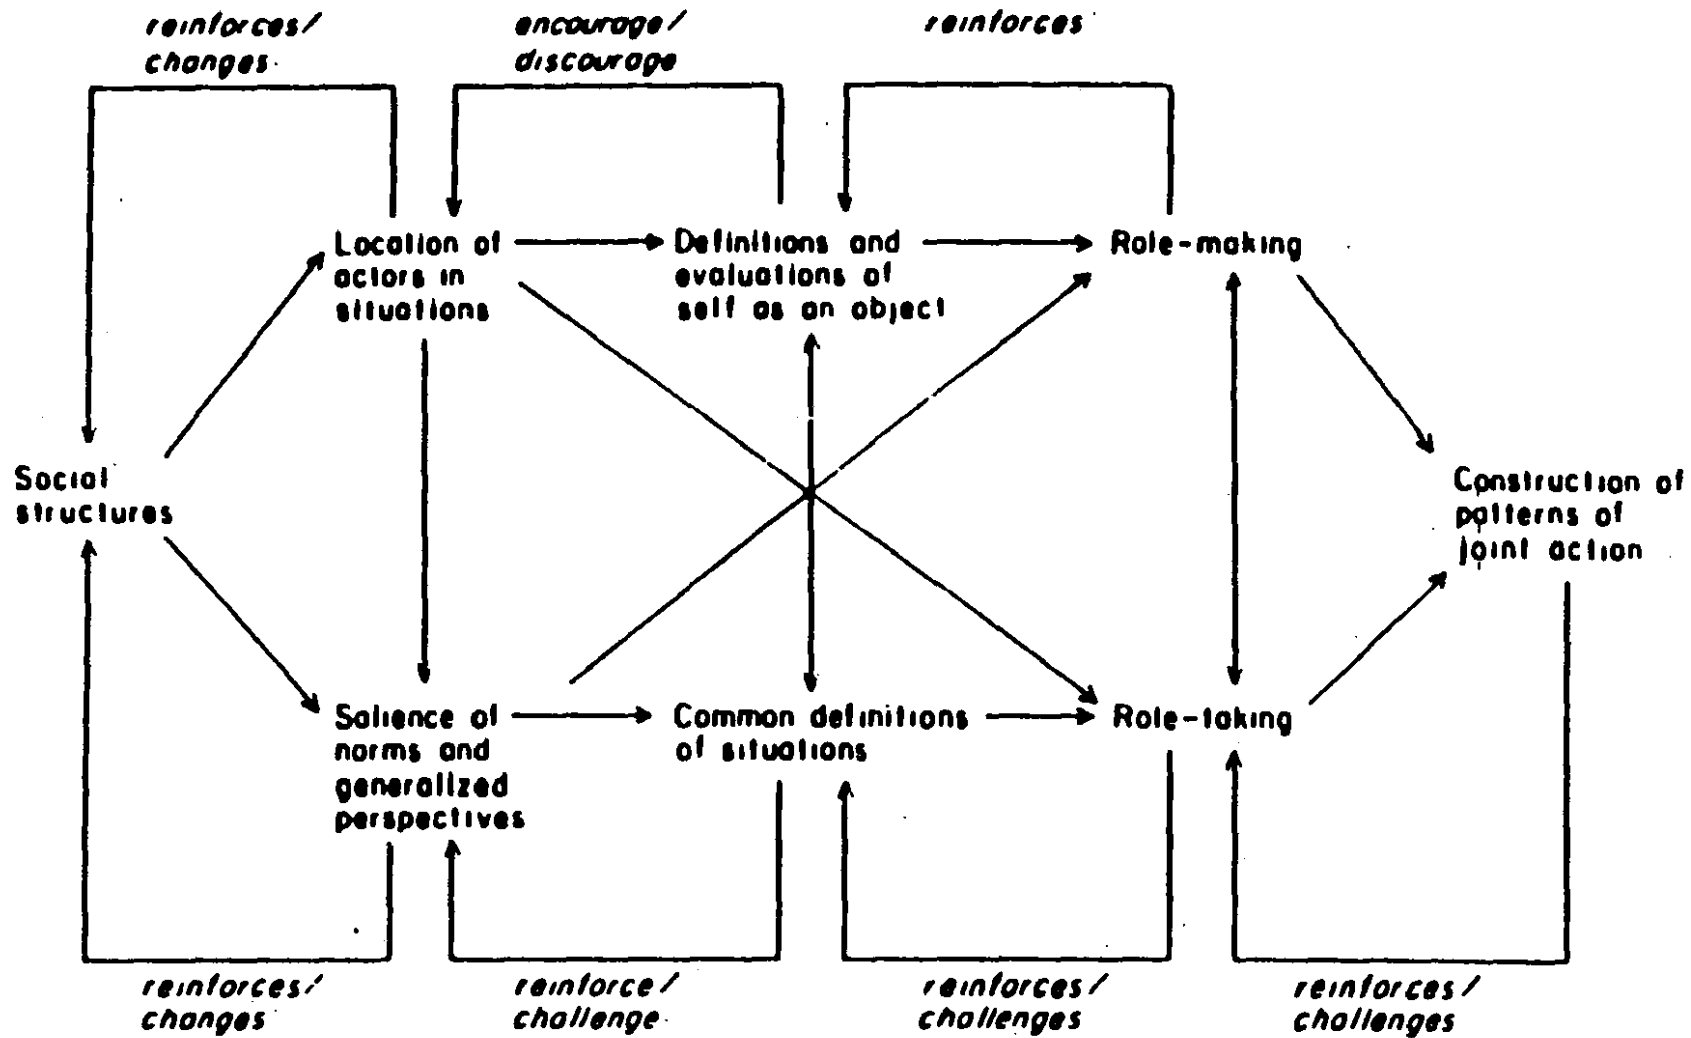 reinforces/
changes
encourage/
discourage
reinforces
Location of
actors in
situations
Definitions and
evaluations of
self as an object
Role-making
Social
structures
Construction of
patterns of
joint action
Salience of
norms and
generalized
perspectives
Common definitions
of situations
Role-taking
reinforces/
changes
reinforce/
challenge
reinforces/
challenges
reinforces/
challenges